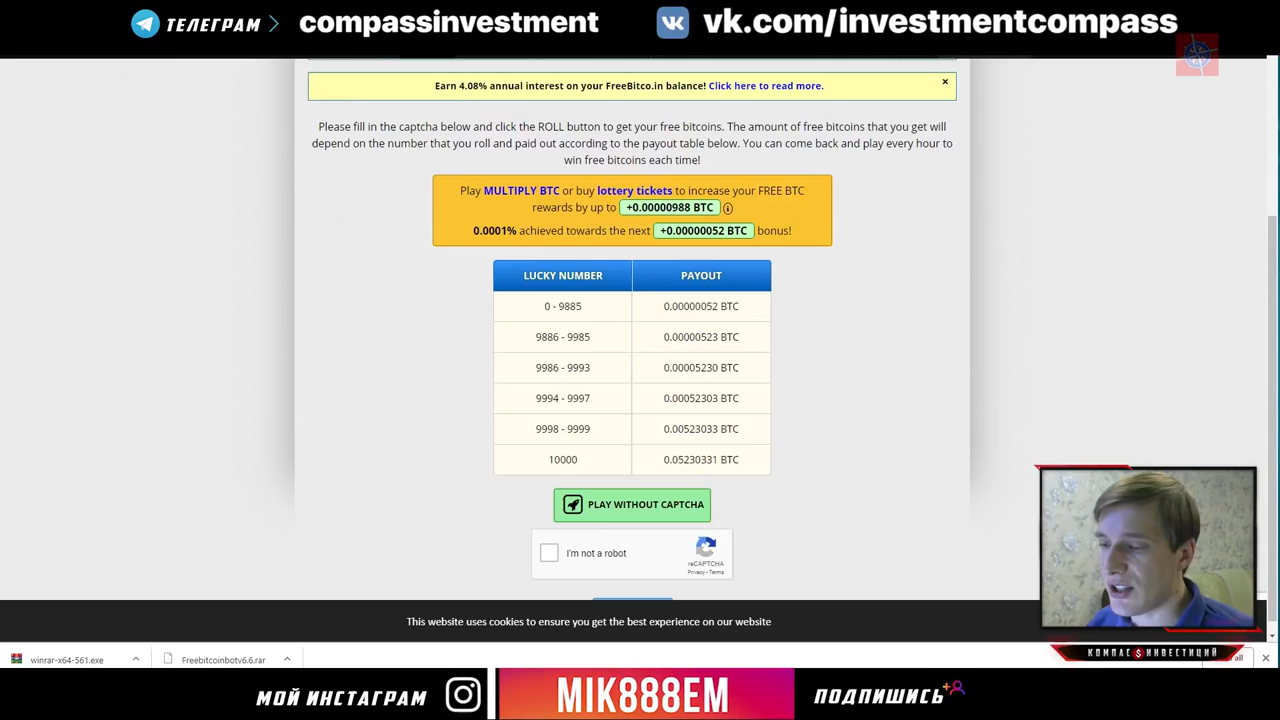 ТЕЛЕГРАМ compassinvestment vk.com/investmentcompass
Earn 4.08% annual interest on your FreeBitco.in balance! Click here to read more.
Please fill in the captcha below and click the ROLL button to get your free bitcoins. The amount of free bitcoins that you get will
depend on the number that you roll and paid out according to the payout table below. You can come back and play every hour to
win free bitcoins each time!
Play MULTIPLY BTC or buy lottery tickets to increase your FREE BTC
rewards by up to +0.00000988 BTC
0.0001% achieved towards the next +0.00000052 BTC bonus!
LUCKY NUMBER PAYOUT
0 - 9885 0.00000052 BTC
9886 - 9985 0.00000523 BTC
9986 - 9993 0.00005230 BTC
9994 - 9997 0.00052303 BTC
9998 - 9999 0.00523033 BTC
10000 0.05230331 BTC
PLAY WITHOUT CAPTCHA
I'm not a robot
reCAPTCHA
Privacy - Terms
This website uses cookies to ensure you get the best experience on our website
КОМПАС $ ИНВЕСТИЦИЙ
winrar-x64-561.exe Freebitcoinbotv6.6.rar all
МОЙ ИНСТАГРАМ MIK888EM ПОДПИШИСЬ